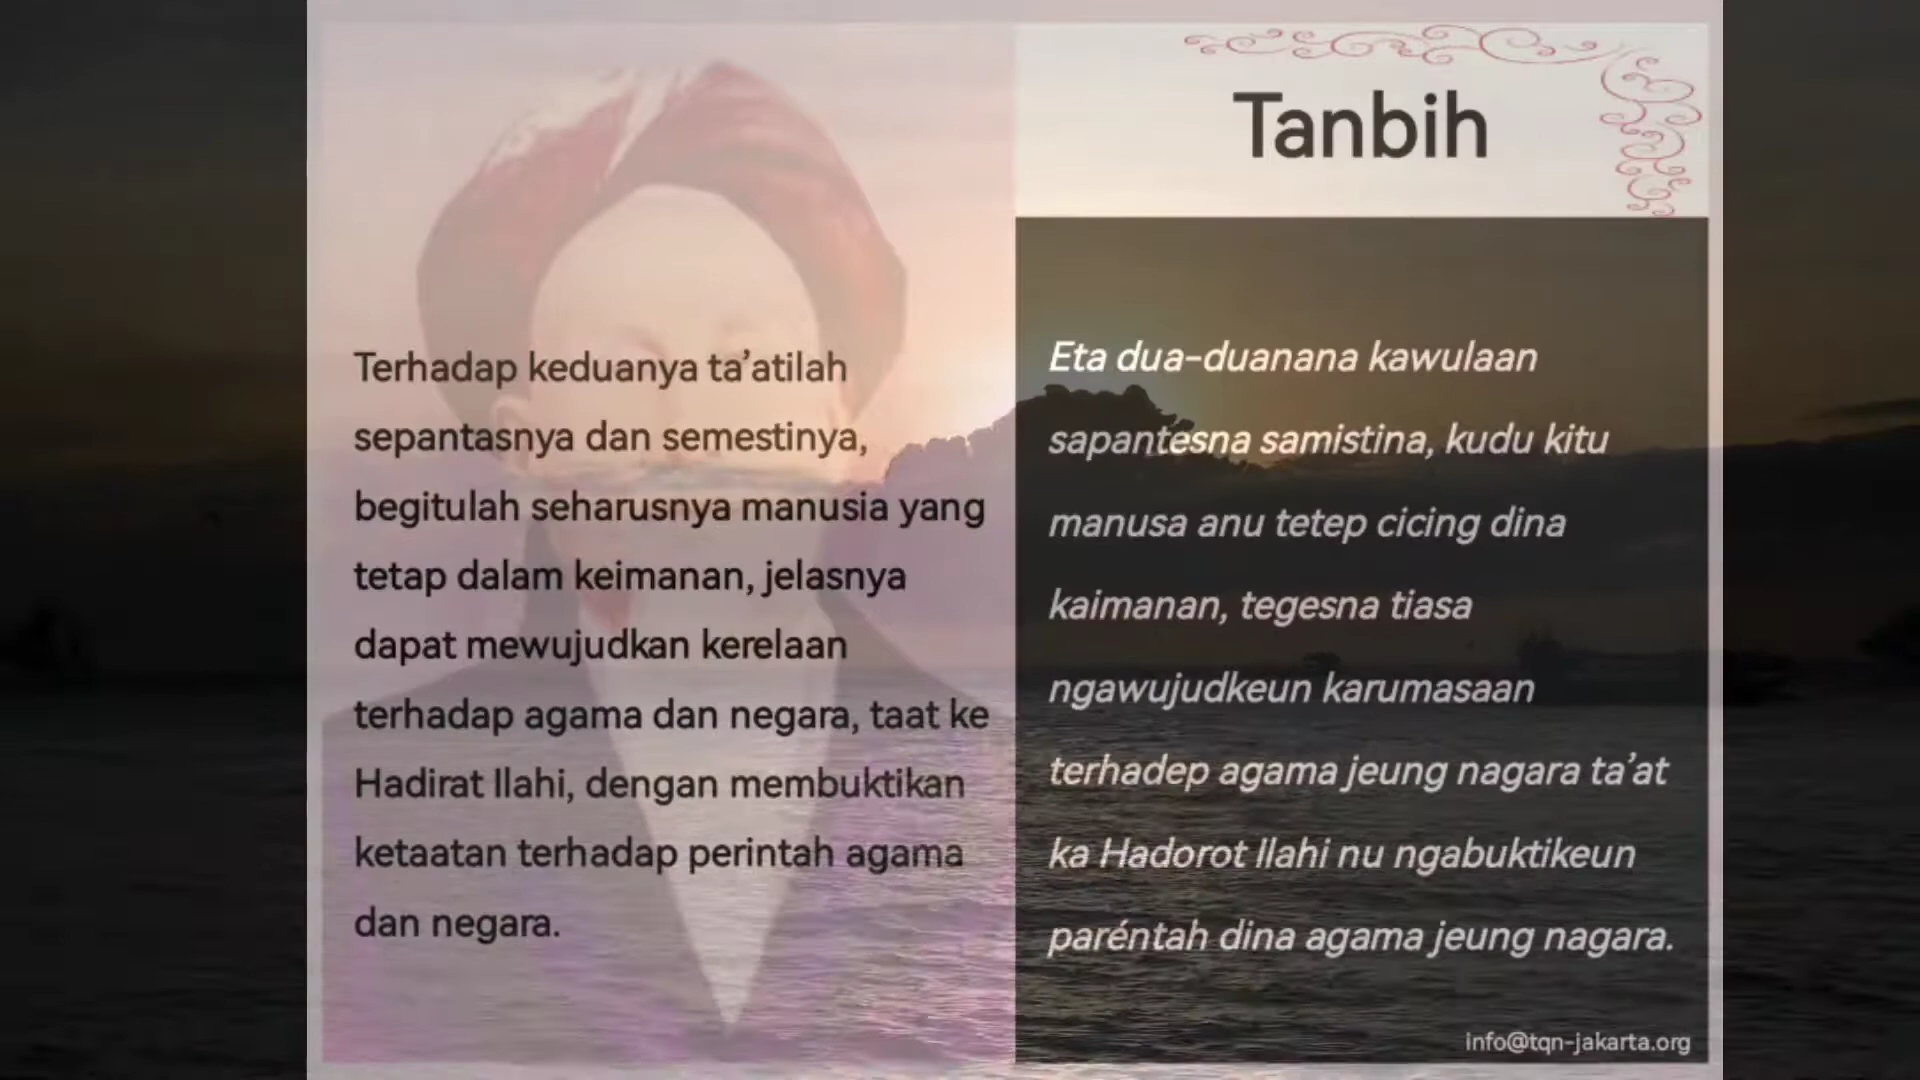 Tanbih
Terhadap keduanya ta’atilah
sepantasnya dan semestinya,
begitulah seharusnya manusia yang
tetap dalam keimanan, jelasnya
dapat mewujudkan kerelaan
terhadap agama dan negara, taat ke
Hadirat Ilahi, dengan membuktikan
ketaatan terhadap perintah agama
dan negara.
Eta dua-duanana kawulaan
sapantesna samistina, kudu kitu
manusa anu tetep cicing dina
kaimanan, tegesna tiasa
ngawujudkeun karumasaan
terhadep agama jeung nagara ta’at
ka Hadorot Ilahi nu ngabuktikeun
paréntah dina agama jeung nagara.
info@tqn-jakarta.org